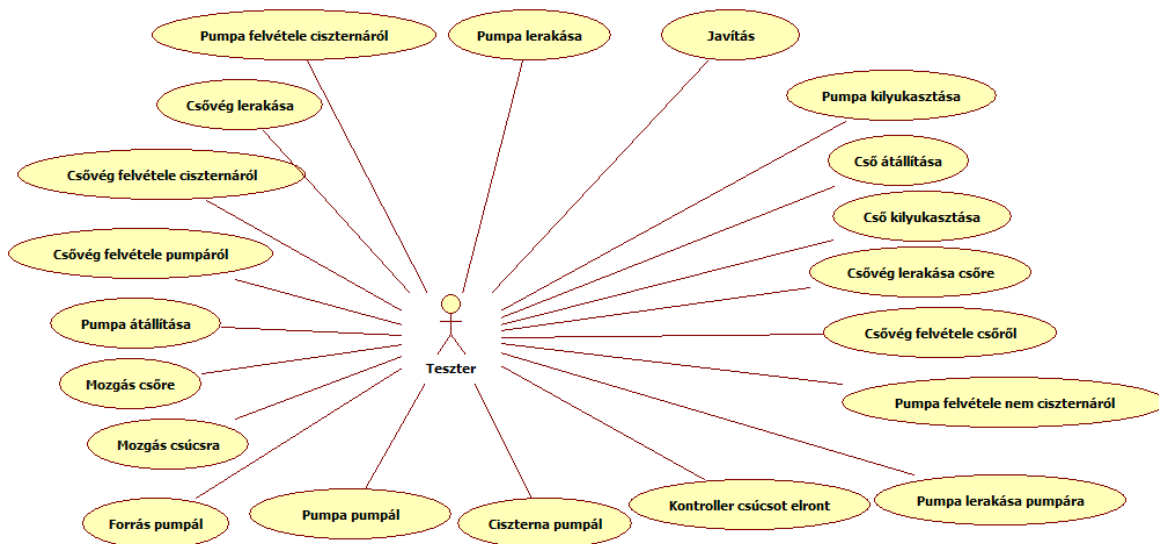 Pumpa felvétele ciszternáról
Pumpa lerakása
Javítás
Pumpa kilyukasztása
Csővég lerakása
Cső átállítása
Csővég felvétele ciszternáról
Cső kilyukasztása
Csővég felvétele pumpáról
Csővég lerakása csőre
Pumpa átállítása
Csővég felvétele csőről
Teszter
Mozgás csőre
Pumpa felvétele nem ciszternáról
Mozgás csúcsra
Pumpa lerakása pumpára
Kontroller csúcsot elront
Pumpa pumpál
Forrás pumpál
Ciszterna pumpál